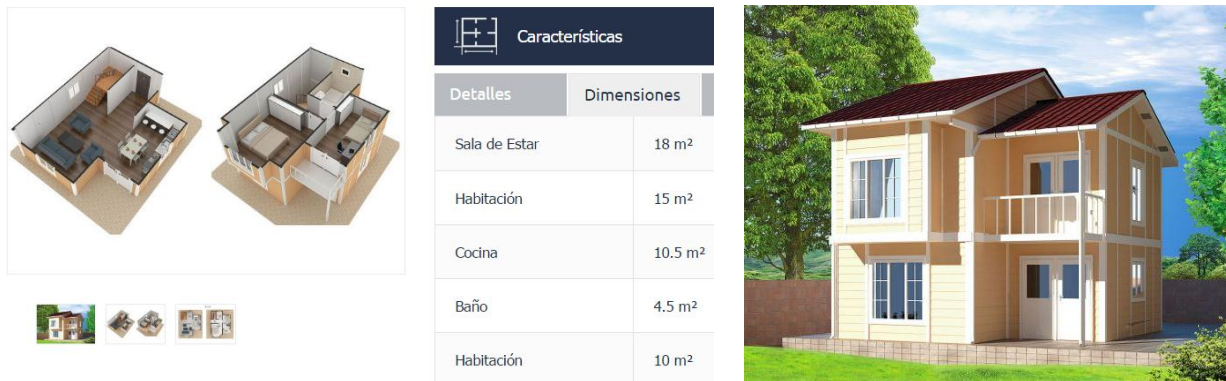 Características
Detalles Dimensiones
Sala de Estar 18 m²
Habitación 15 m²
Cocina 10.5 m²
Baño 4.5 m²
Habitación 10 m²